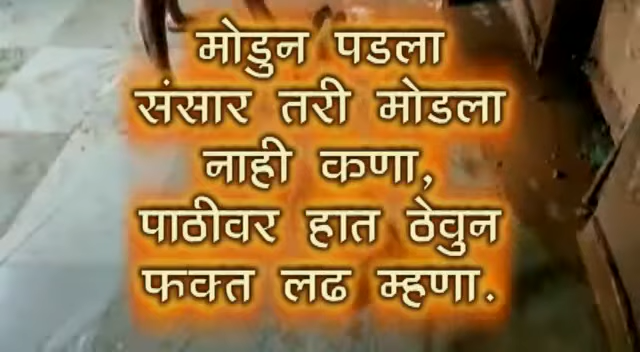 मोडुन पडला
संसार तरी मोडला
नाही कणा,
पाठीवर हात ठेवुन
फक्त लढ म्हणा.